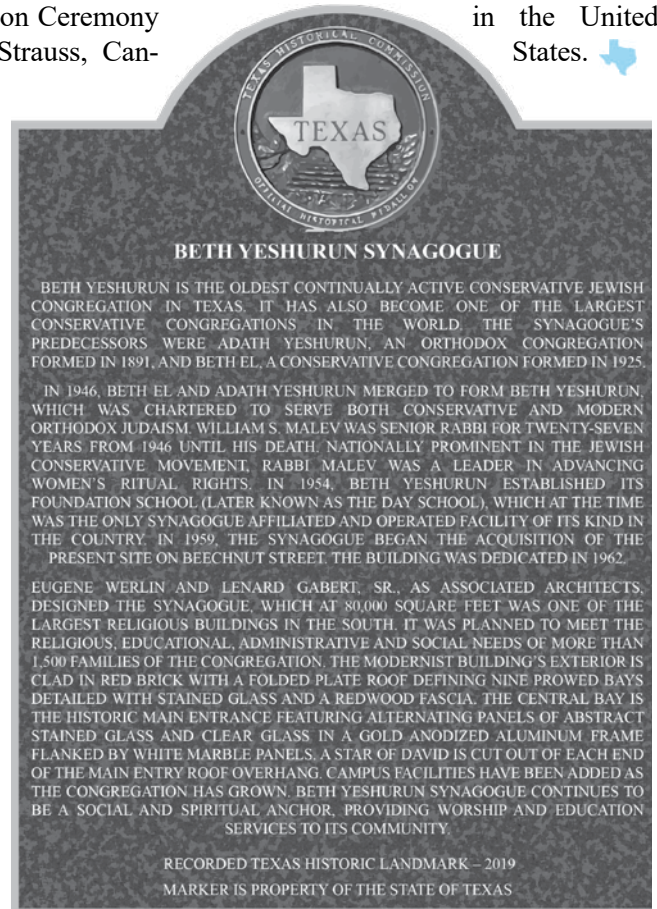 on Ceremony
Strauss, Can-
in the United
States.
TEXAS HISTORICAL COMMISSION
TEXAS
OFFICIAL HISTORICAL MEDALLION
BETH YESHURUN SYNAGOGUE
BETH YESHURUN IS THE OLDEST CONTINUALLY ACTIVE CONSERVATIVE JEWISH
CONGREGATION IN TEXAS. IT HAS ALSO BECOME ONE OF THE LARGEST
CONSERVATIVE CONGREGATIONS IN THE WORLD. THE SYNAGOGUE'S
PREDECESSORS WERE ADATH YESHURUN, AN ORTHODOX CONGREGATION
FORMED IN 1891, AND BETH EL, A CONSERVATIVE CONGREGATION FORMED IN 1925.
IN 1946, BETH EL AND ADATH YESHURUN MERGED TO FORM BETH YESHURUN,
WHICH WAS CHARTERED TO SERVE BOTH CONSERVATIVE AND MODERN
ORTHODOX JUDAISM. WILLIAM S. MALEV WAS SENIOR RABBI FOR TWENTY-SEVEN
YEARS FROM 1946 UNTIL HIS DEATH. NATIONALLY PROMINENT IN THE JEWISH
CONSERVATIVE MOVEMENT, RABBI MALEV WAS A LEADER IN ADVANCING
WOMEN'S RITUAL RIGHTS. IN 1954, BETH YESHURUN ESTABLISHED ITS
FOUNDATION SCHOOL (LATER KNOWN AS THE DAY SCHOOL), WHICH AT THE TIME
WAS THE ONLY SYNAGOGUE AFFILIATED AND OPERATED FACILITY OF ITS KIND IN
THE COUNTRY. IN 1959, THE SYNAGOGUE BEGAN THE ACQUISITION OF THE
PRESENT SITE ON BEECHNUT STREET. THE BUILDING WAS DEDICATED IN 1962.
EUGENE WERLIN AND LENARD GABERT, SR., AS ASSOCIATED ARCHITECTS,
DESIGNED THE SYNAGOGUE, WHICH AT 80,000 SQUARE FEET WAS ONE OF THE
LARGEST RELIGIOUS BUILDINGS IN THE SOUTH. IT WAS PLANNED TO MEET THE
RELIGIOUS, EDUCATIONAL, ADMINISTRATIVE AND SOCIAL NEEDS OF MORE THAN
1,500 FAMILIES OF THE CONGREGATION. THE MODERNIST BUILDING'S EXTERIOR IS
CLAD IN RED BRICK WITH A FOLDED PLATE ROOF DEFINING NINE PROWED BAYS
DETAILED WITH STAINED GLASS AND A REDWOOD FASCIA. THE CENTRAL BAY IS
THE HISTORIC MAIN ENTRANCE FEATURING ALTERNATING PANELS OF ABSTRACT
STAINED GLASS AND CLEAR GLASS IN A GOLD ANODIZED ALUMINUM FRAME
FLANKED BY WHITE MARBLE PANELS. A STAR OF DAVID IS CUT OUT OF EACH END
OF THE MAIN ENTRY ROOF OVERHANG. CAMPUS FACILITIES HAVE BEEN ADDED AS
THE CONGREGATION HAS GROWN. BETH YESHURUN SYNAGOGUE CONTINUES TO
BE A SOCIAL AND SPIRITUAL ANCHOR, PROVIDING WORSHIP AND EDUCATION
SERVICES TO ITS COMMUNITY.
RECORDED TEXAS HISTORIC LANDMARK – 2019
MARKER IS PROPERTY OF THE STATE OF TEXAS